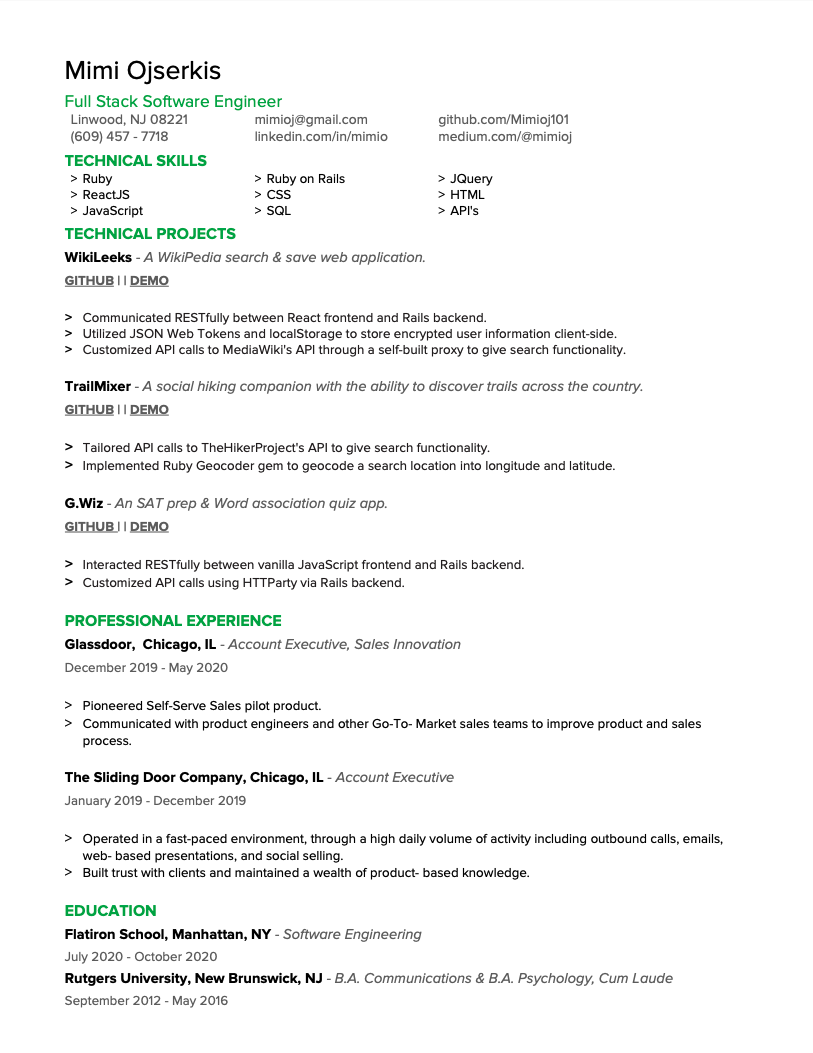 Mimi Ojserkis
Full Stack Software Engineer
Linwood, NJ 08221 mimioj@gmail.com github.com/Mimioj101
(609) 457 - 7718 linkedin.com/in/mimio medium.com/@mimioj
TECHNICAL SKILLS
> Ruby > Ruby on Rails > JQuery
> ReactJS > CSS > HTML
> JavaScript > SQL > API's
TECHNICAL PROJECTS
WikiLeeks - A WikiPedia search & save web application.
GITHUB | | DEMO
> Communicated RESTfully between React frontend and Rails backend.
> Utilized JSON Web Tokens and localStorage to store encrypted user information client-side.
> Customized API calls to MediaWiki's API through a self-built proxy to give search functionality.
TrailMixer - A social hiking companion with the ability to discover trails across the country.
GITHUB | | DEMO
> Tailored API calls to TheHikerProject's API to give search functionality.
> Implemented Ruby Geocoder gem to geocode a search location into longitude and latitude.
G.Wiz - An SAT prep & Word association quiz app.
GITHUB | | DEMO
> Interacted RESTfully between vanilla JavaScript frontend and Rails backend.
> Customized API calls using HTTParty via Rails backend.
PROFESSIONAL EXPERIENCE
Glassdoor, Chicago, IL - Account Executive, Sales Innovation
December 2019 - May 2020
> Pioneered Self-Serve Sales pilot product.
> Communicated with product engineers and other Go-To- Market sales teams to improve product and sales
process.
The Sliding Door Company, Chicago, IL - Account Executive
January 2019 - December 2019
> Operated in a fast-paced environment, through a high daily volume of activity including outbound calls, emails,
web- based presentations, and social selling.
> Built trust with clients and maintained a wealth of product- based knowledge.
EDUCATION
Flatiron School, Manhattan, NY - Software Engineering
July 2020 - October 2020
Rutgers University, New Brunswick, NJ - B.A. Communications & B.A. Psychology, Cum Laude
September 2012 - May 2016